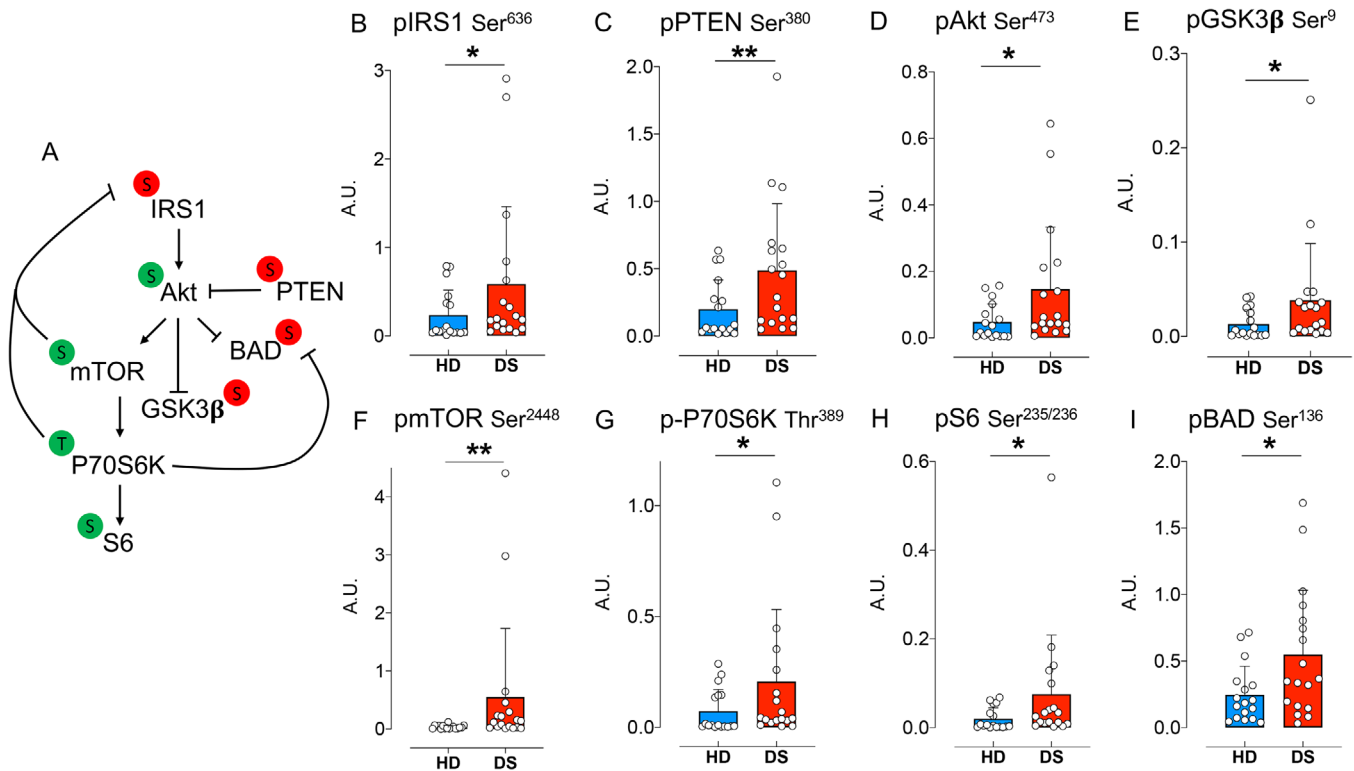 A
S
IRS1
S
Akt
S
PTEN
S
BAD
S
mTOR
S
GSK3β
T
P70S6K
S
S6
B pIRS1 Ser636
*
A.U.
3
2
1
0
HD DS
C pPTEN Ser380
**
A.U.
2.0
1.5
1.0
0.5
0.0
HD DS
D pAkt Ser473
*
A.U.
0.8
0.6
0.4
0.2
0.0
HD DS
E pGSK3β Ser9
*
A.U.
0.3
0.2
0.1
0.0
HD DS
F pmTOR Ser2448
**
A.U.
4
3
2
1
0
HD DS
G p-P70S6K Thr389
*
A.U.
1.0
0.5
0.0
HD DS
H pS6 Ser235/236
*
A.U.
0.6
0.4
0.2
0.0
HD DS
I pBAD Ser136
*
A.U.
2.0
1.5
1.0
0.5
0.0
HD DS